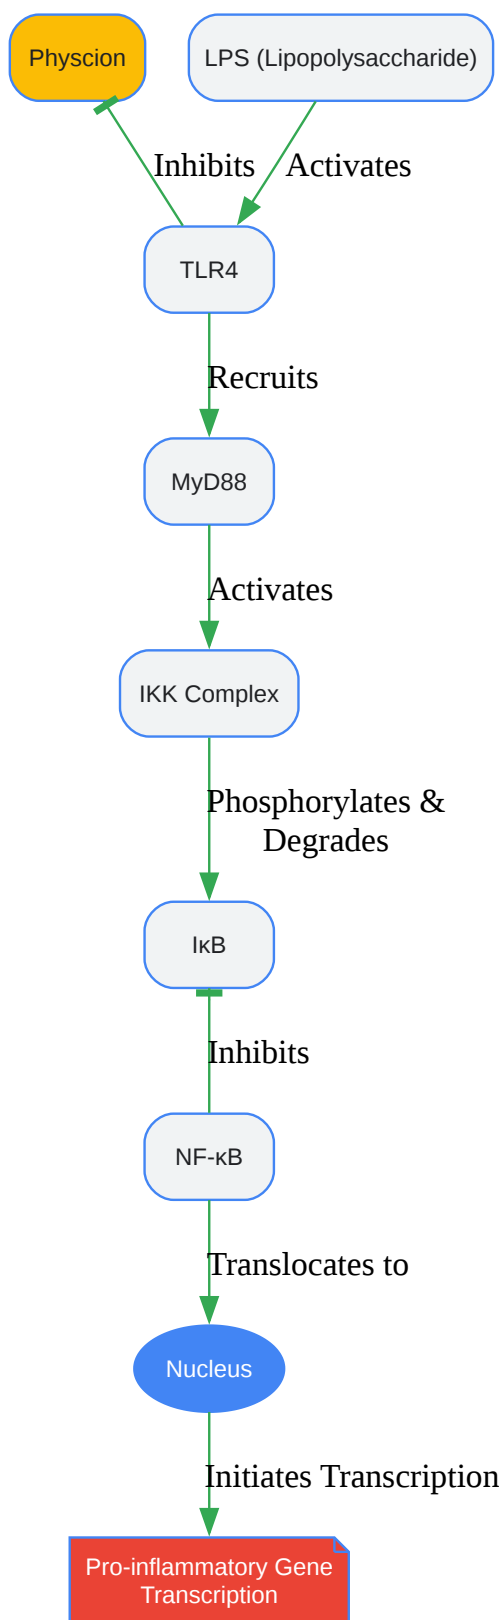 Physcion
LPS (Lipopolysaccharide)
Inhibits
Activates
TLR4
Recruits
MyD88
Activates
IKK Complex
Phosphorylates &
Degrades
IκB
Inhibits
NF-κB
Translocates to
Nucleus
Initiates Transcription
Pro-inflammatory Gene
Transcription